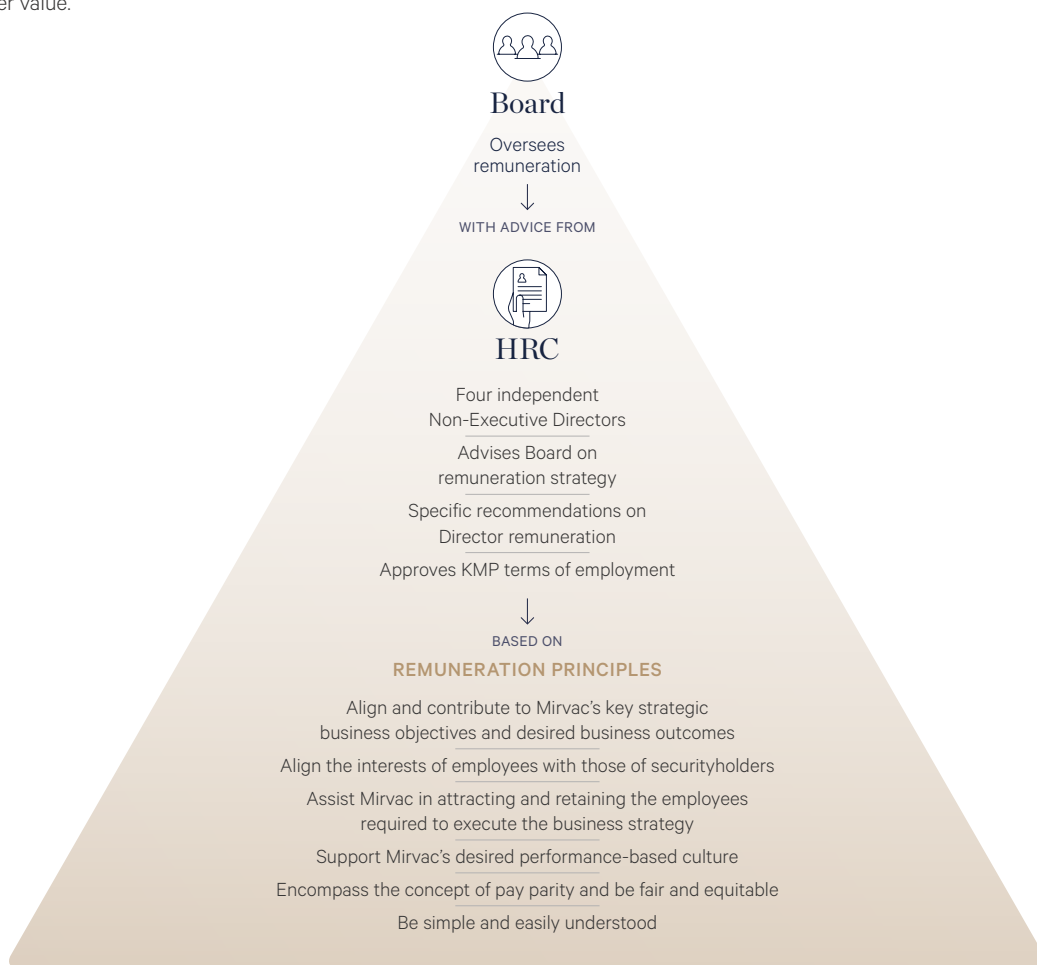 er value.
Board
Oversees
remuneration
WITH ADVICE FROM
HRC
Four independent
Non-Executive Directors
Advises Board on
remuneration strategy
Specific recommendations on
Director remuneration
Approves KMP terms of employment
BASED ON
REMUNERATION PRINCIPLES
Align and contribute to Mirvac’s key strategic
business objectives and desired business outcomes
Align the interests of employees with those of securityholders
Assist Mirvac in attracting and retaining the employees
required to execute the business strategy
Support Mirvac’s desired performance-based culture
Encompass the concept of pay parity and be fair and equitable
Be simple and easily understood